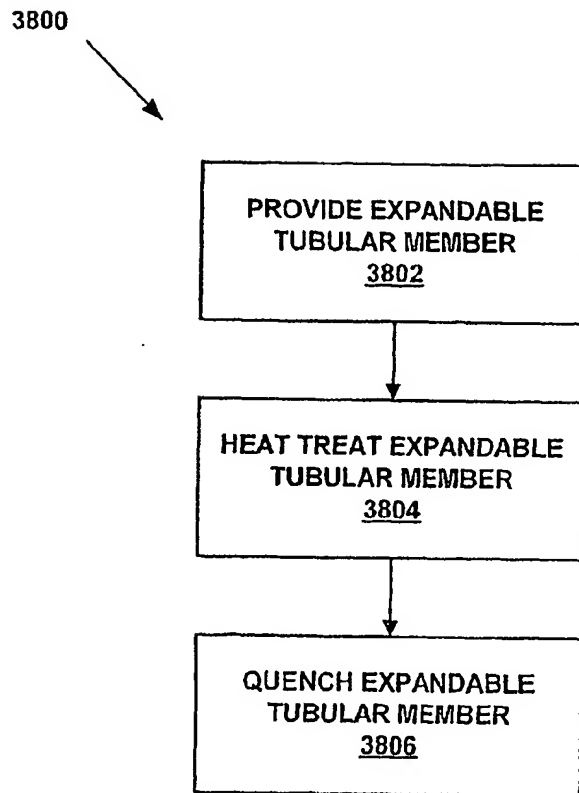 3800
PROVIDE EXPANDABLE
TUBULAR MEMBER
3802
HEAT TREAT EXPANDABLE
TUBULAR MEMBER
3804
QUENCH EXPANDABLE
TUBULAR MEMBER
3806